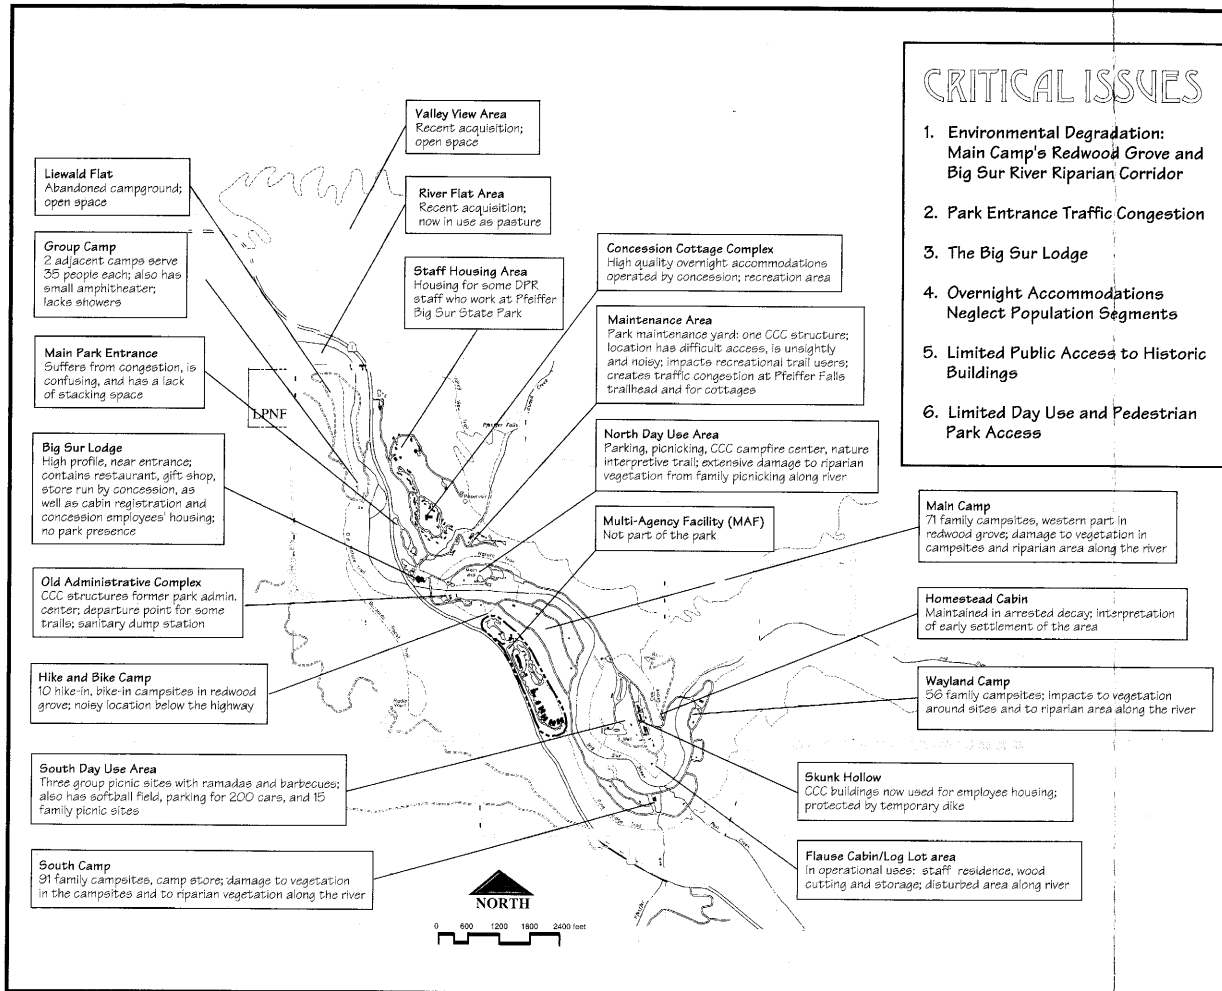 CRITICAL ISSUES
1. Environmental Degradation:
Main Camp's Redwood Grove and
Big Sur River Riparian Corridor
2. Park Entrance Traffic Congestion
3. The Big Sur Lodge
4. Overnight Accommodations
Neglect Population Segments
5. Limited Public Access to Historic
Buildings
6. Limited Day Use and Pedestrian
Park Access
Valley View Area
Recent acquisition;
open space
Liewald Flat
Abandoned campground;
open space
River Flat Area
Recent acquisition;
now in use as pasture
Group Camp
2 adjacent camps serve
35 people each; also has
small amphitheater;
lacks showers
Staff Housing Area
Housing for some DPR
staff who work at Pfeiffer
Big Sur State Park
Concession Cottage Complex
High quality overnight accommodations
operated by concession; recreation area
Maintenance Area
Park maintenance yard: one CCC structure;
location has difficult access, is unsightly
and noisy; impacts recreational trail users;
creates traffic congestion at Pfeiffer Falls
trailhead and for cottages
Main Park Entrance
Suffers from congestion, is
confusing, and has a lack
of stacking space
LPNF
Pfeiffer Falls
Big Sur Lodge
High profile, near entrance;
contains restaurant, gift shop,
store run by concession, as
well as cabin registration and
concession employees' housing;
no park presence
North Day Use Area
Parking, picnicking, CCC campfire center, nature
interpretive trail; extensive damage to riparian
vegetation from family picnicking along river
Reservoir
Multi-Agency Facility (MAF)
Not part of the park
Main Camp
71 family campsites, western part in
redwood grove; damage to vegetation in
campsites and riparian area along the river
Old Administrative Complex
CCC structures former park admin.
center; departure point for some
trails; sanitary dump station
Homestead Cabin
Maintained in arrested decay; interpretation
of early settlement of the area
Hike and Bike Camp
10 hike-in, bike-in campsites in redwood
grove; noisy location below the highway
Wayland Camp
56 family campsites; impacts to vegetation
around sites and to riparian area along the river
South Day Use Area
Three group picnic sites with ramadas and barbecues;
also has softball field, parking for 200 cars, and 15
family picnic sites
Skunk Hollow
CCC buildings now used for employee housing;
protected by temporary dike
South Camp
91 family campsites, camp store; damage to vegetation
in the campsites and to riparian vegetation along the river
Flause Cabin/Log Lot area
In operational uses: staff residence, wood
cutting and storage; disturbed area along river
NORTH
0 600 1200 1800 2400 feet